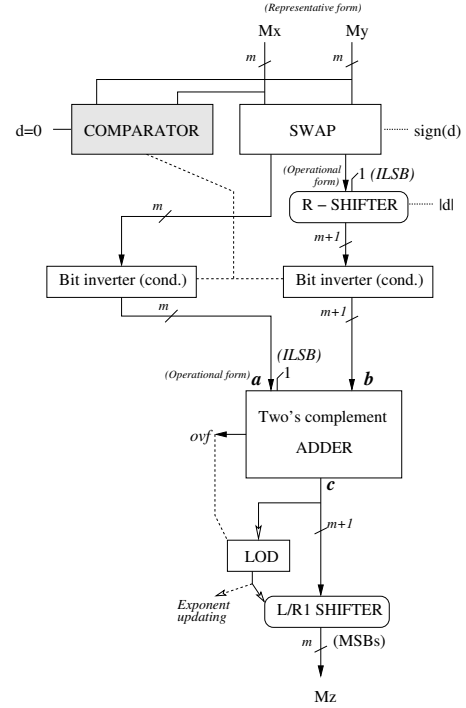 (Representative form)
Mx My
m m
d=0 COMPARATOR SWAP sign(d)
(Operational
form) 1 (ILSB)
m R − SHIFTER |d|
m+1
Bit inverter (cond.) Bit inverter (cond.)
m m+1
(ILSB)
(Operational form) a 1 b
Two's complement
ovf ADDER
c
m+1
LOD
Exponent
updating
L/R1 SHIFTER
m (MSBs)
Mz